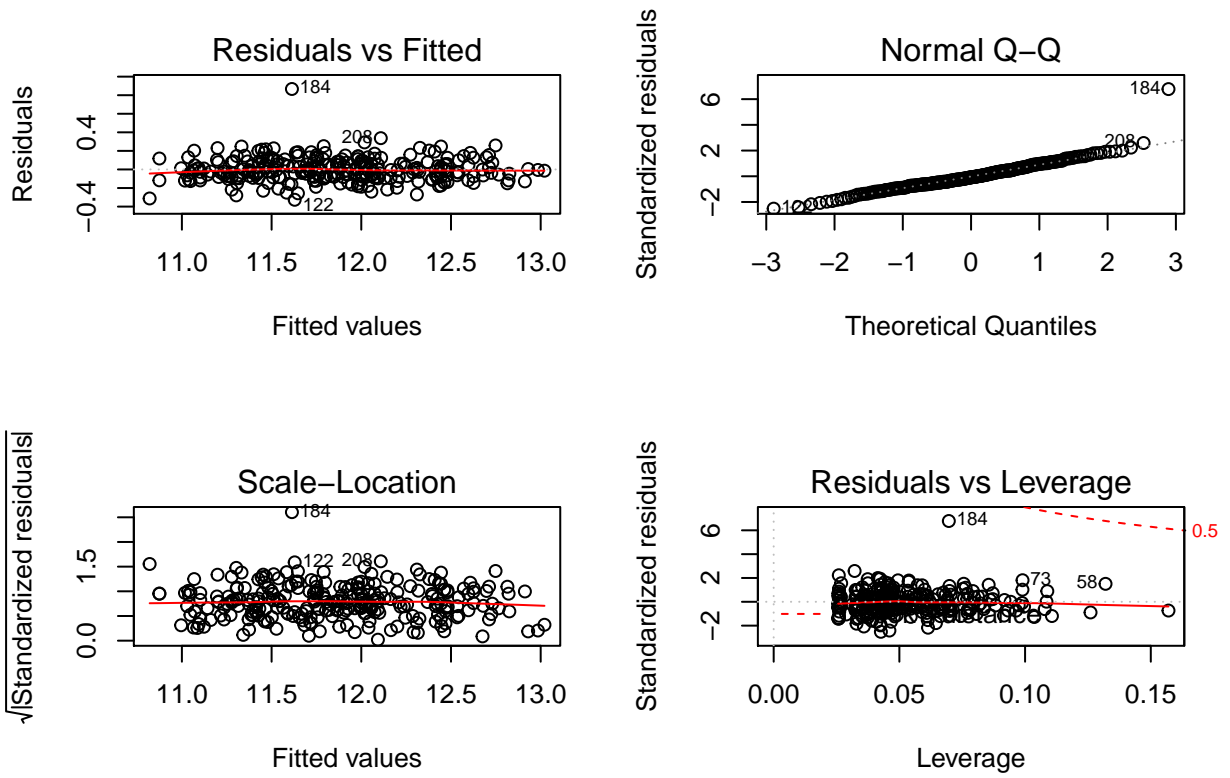 Residuals vs Fitted
Residuals
−0.4 0.4
184
208
122
11.0 11.5 12.0 12.5 13.0
Fitted values
Normal Q−Q
Standardized residuals
−2 2 6
184
208
122
−3 −2 −1 0 1 2 3
Theoretical Quantiles
Scale−Location
√|Standardized residuals|
0.0 1.5
184
122
208
11.0 11.5 12.0 12.5 13.0
Fitted values
Residuals vs Leverage
Standardized residuals
−2 2 6
184
73
58
0.5
0.00 0.05 0.10 0.15
Leverage